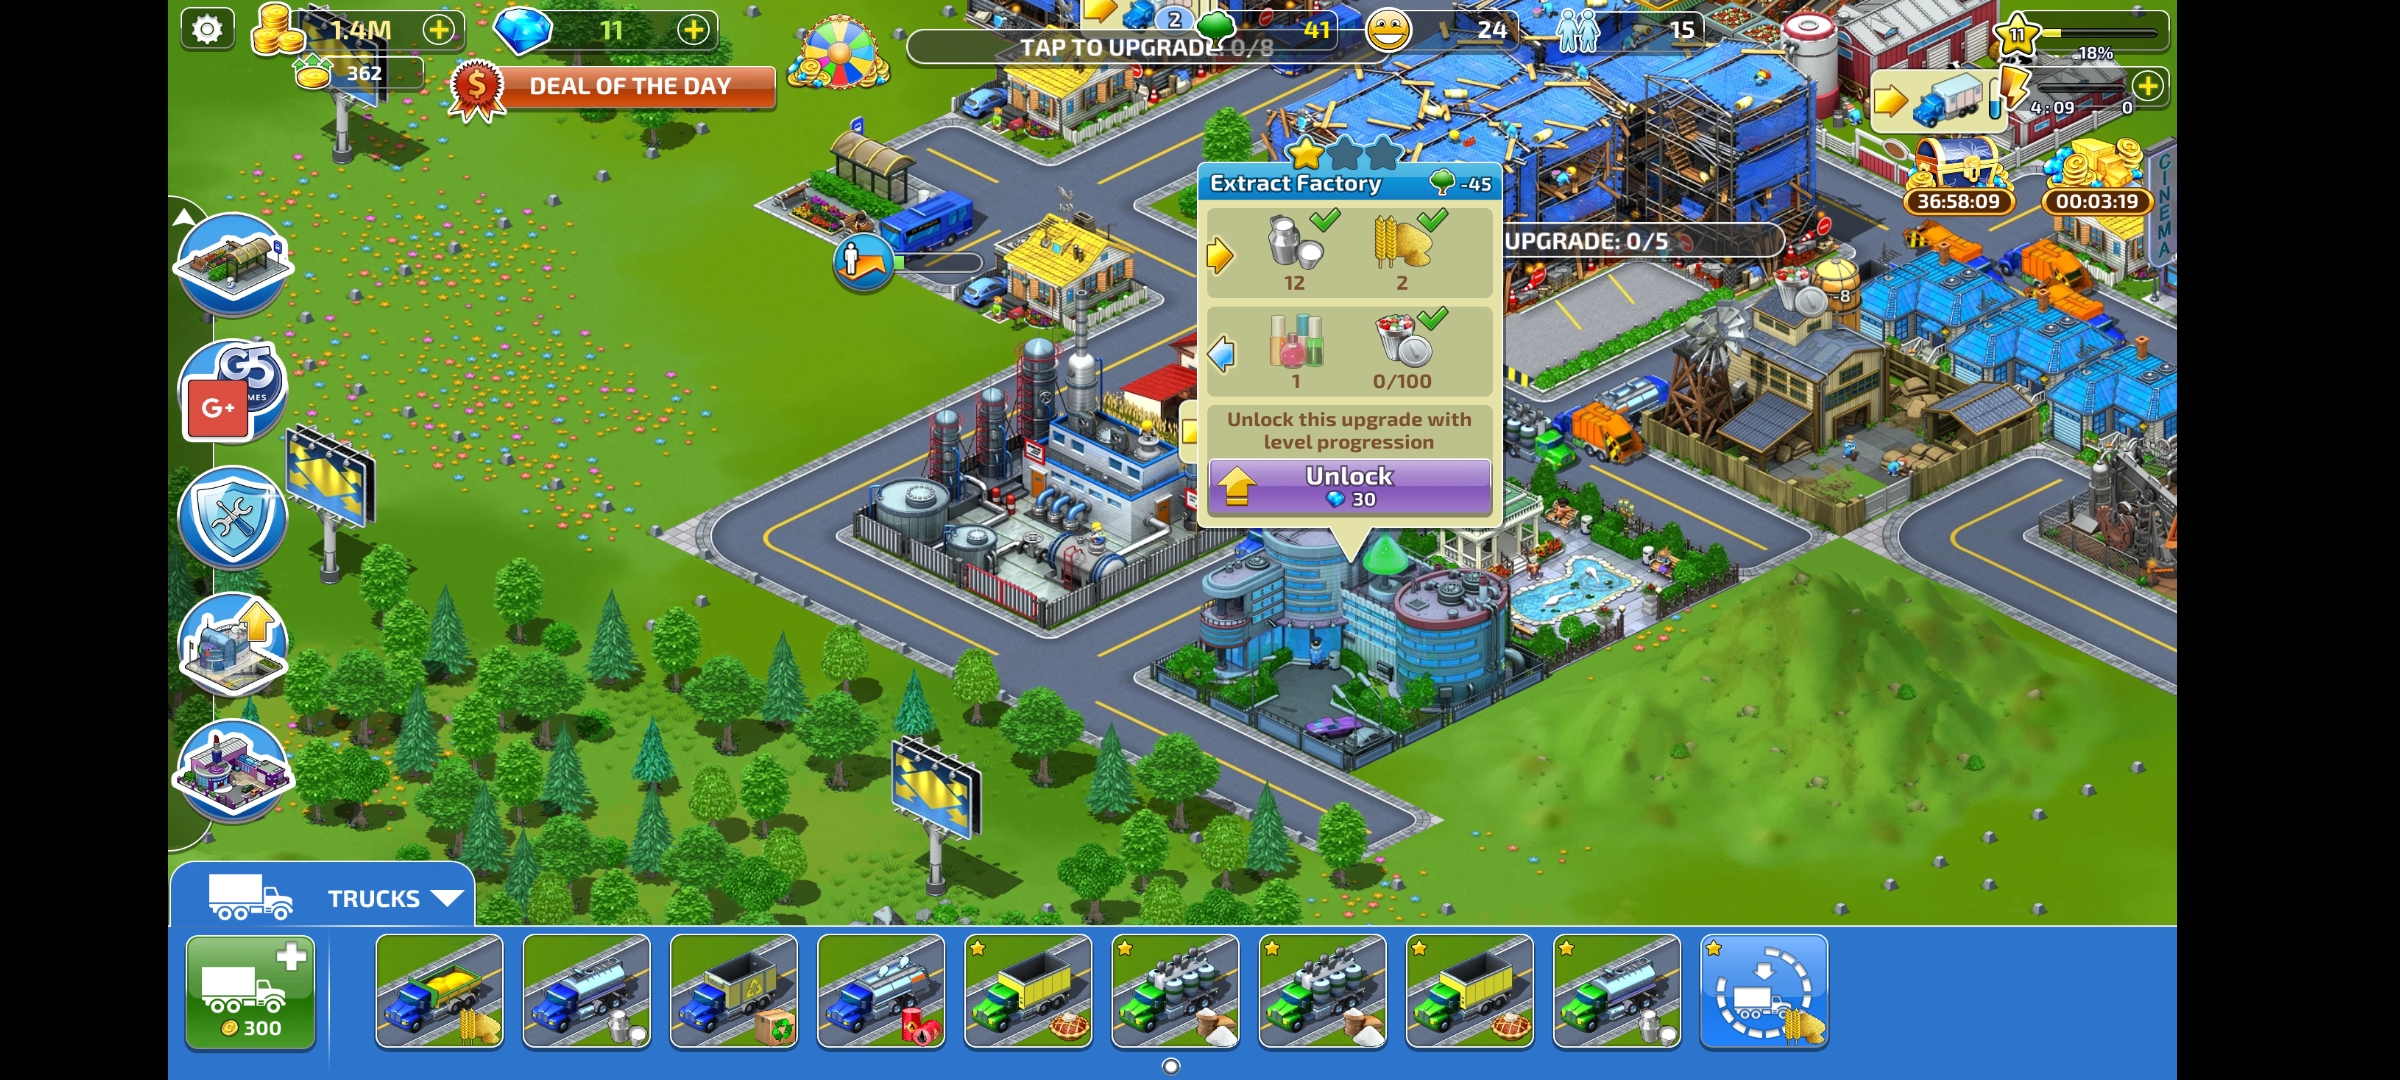 1.4M
11
2
41
24
15
11
18%
362
DEAL OF THE DAY
TAP TO UPGRADE: 0/8
4:09
0
36:58:09
00:03:19
CINEMA
Extract Factory
-45
12
2
1
0/100
Unlock this upgrade with
level progression
Unlock
30
UPGRADE: 0/5
-8
G5
MES
G+
TRUCKS
300